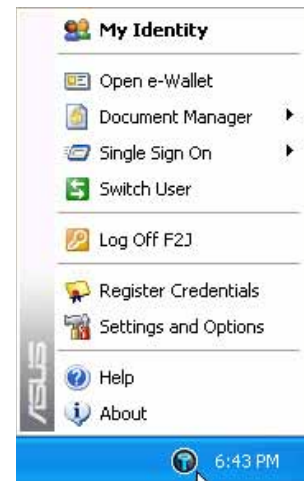 My Identity
Open e-Wallet
Document Manager
Single Sign On
Switch User
Log Off F2J
Register Credentials
Settings and Options
Help
About
ASUS
6:43 PM